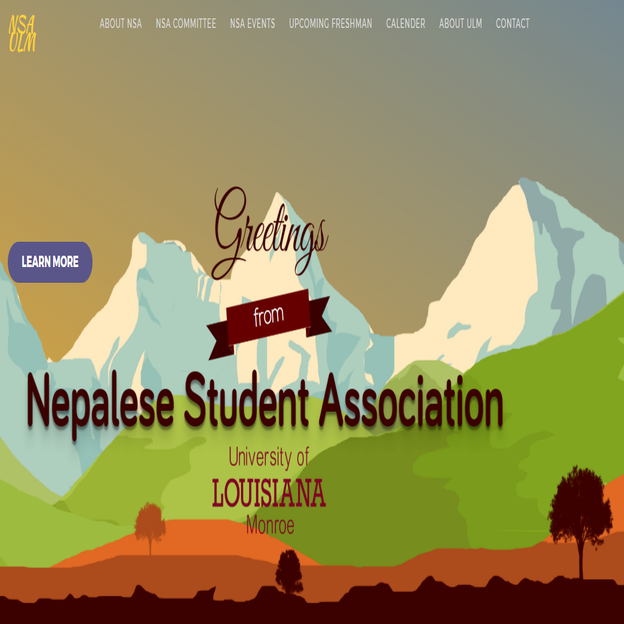 NSA
ULM
ABOUT NSA NSA COMMITTEE NSA EVENTS UPCOMING FRESHMAN CALENDER ABOUT ULM CONTACT
Greetings
LEARN MORE
from
Nepalese Student Association
University of
LOUISIANA
Monroe